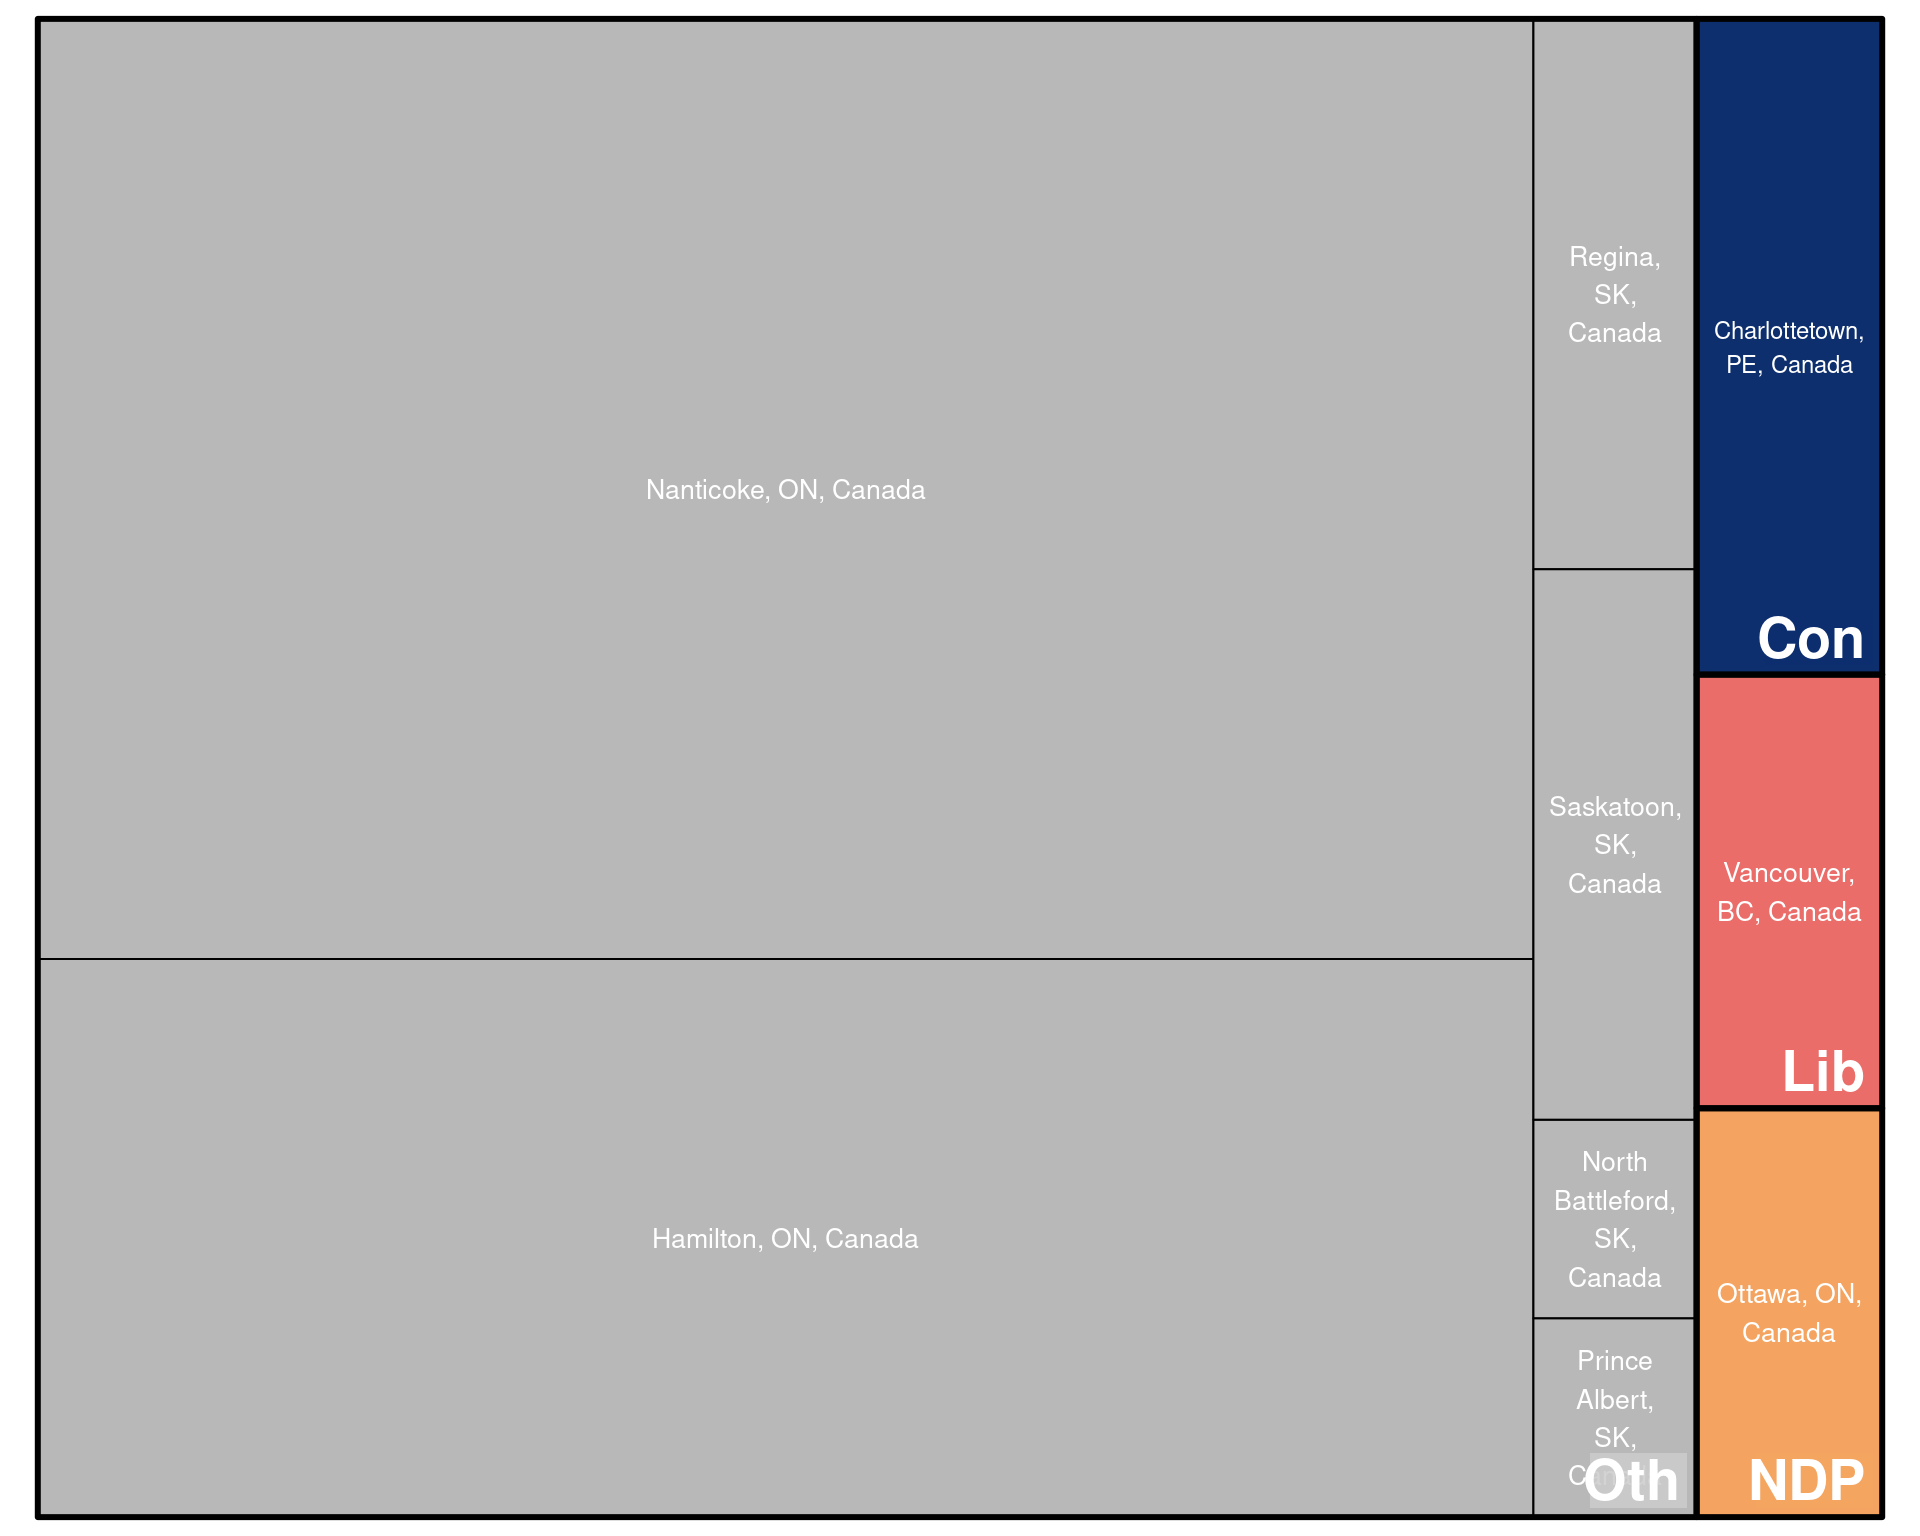 Nanticoke, ON, Canada
Hamilton, ON, Canada
Regina,
SK,
Canada
Saskatoon,
SK,
Canada
North
Battleford,
SK,
Canada
Prince
Albert,
SK,
Oth
Charlottetown,
PE, Canada
Con
Vancouver,
BC, Canada
Lib
Ottawa, ON,
Canada
NDP